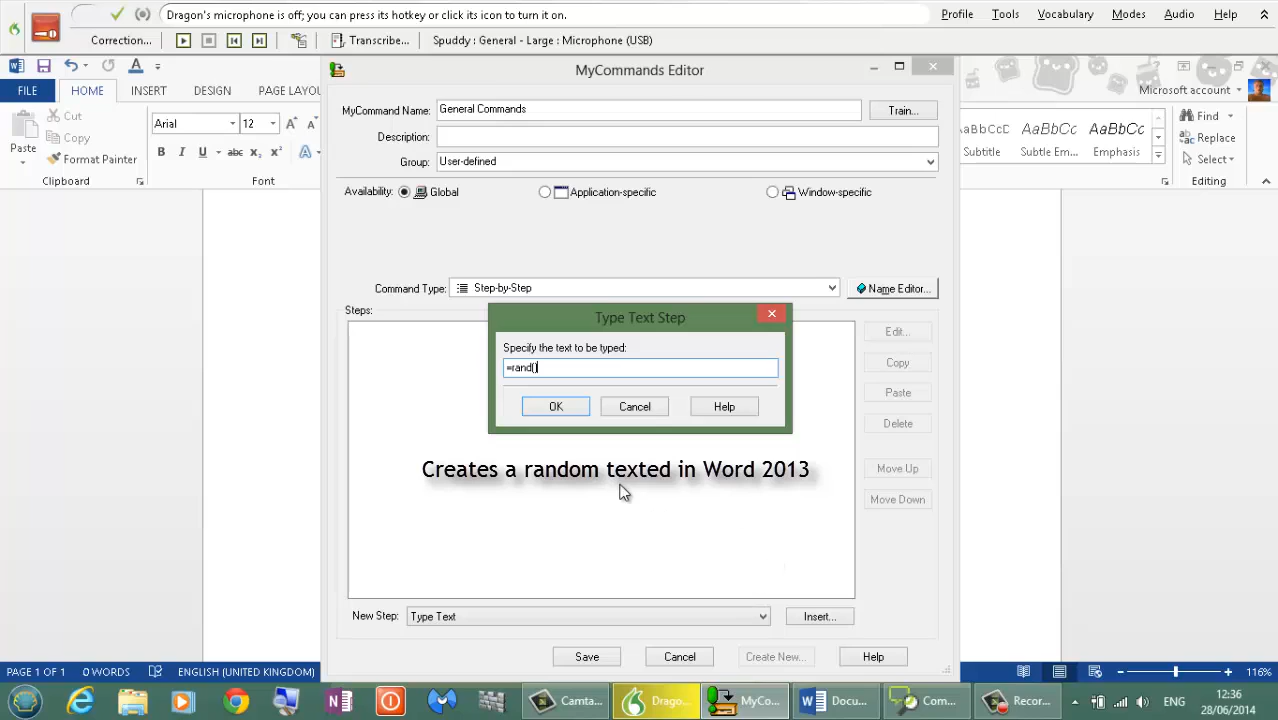 Dragon's microphone is off; you can press its hotkey or click its icon to turn it on.
Profile Tools Vocabulary Modes Audio Help
Correction... Transcribe... Spuddy : General - Large : Microphone (USB)
MyCommands Editor
FILE HOME INSERT DESIGN PAGE LAYOU
Microsoft account
Cut
Copy
Paste
Format Painter
Clipboard
Arial 12
B I U abc x₂ x² A
Font
MyCommand Name: General Commands Train...
Description:
Group: User-defined
Availability: Global Application-specific Window-specific
AaBbCcD AaBbCc AaBbCc
Subtitle Subtle Em... Emphasis
Find
Replace
Select
Editing
Command Type: Step-by-Step Name Editor...
Steps:
Type Text Step
Specify the text to be typed:
=rand()
OK Cancel Help
Edit...
Copy
Paste
Delete
Move Up
Move Down
Creates a random texted in Word 2013
New Step: Type Text Insert...
Save Cancel Create New... Help
PAGE 1 OF 1 0 WORDS ENGLISH (UNITED KINGDOM) 116%
Camta... Drago... MyCo... Docu... Com... Recor... ENG 12:36
28/06/2014